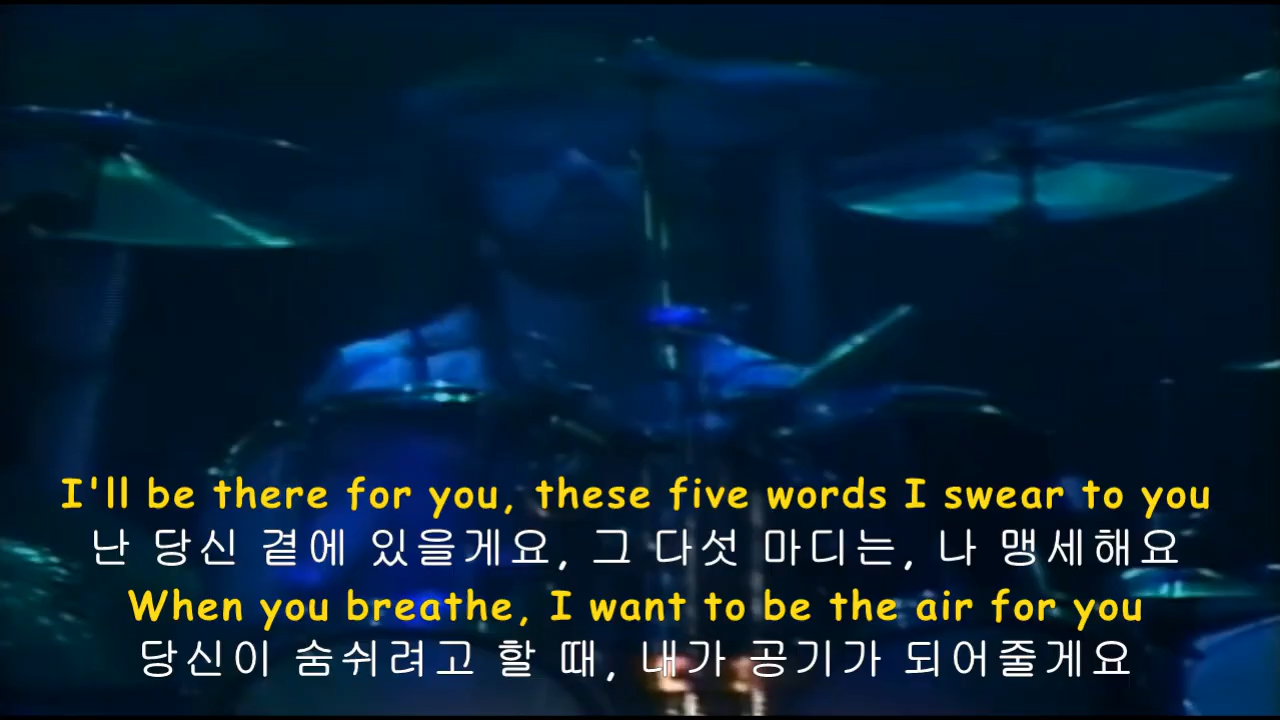 I'll be there for you, these five words I swear to you
난 당신 곁에 있을게요, 그 다섯 마디는, 나 맹세해요
When you breathe, I want to be the air for you
당신이 숨쉬려고 할 때, 내가 공기가 되어줄게요